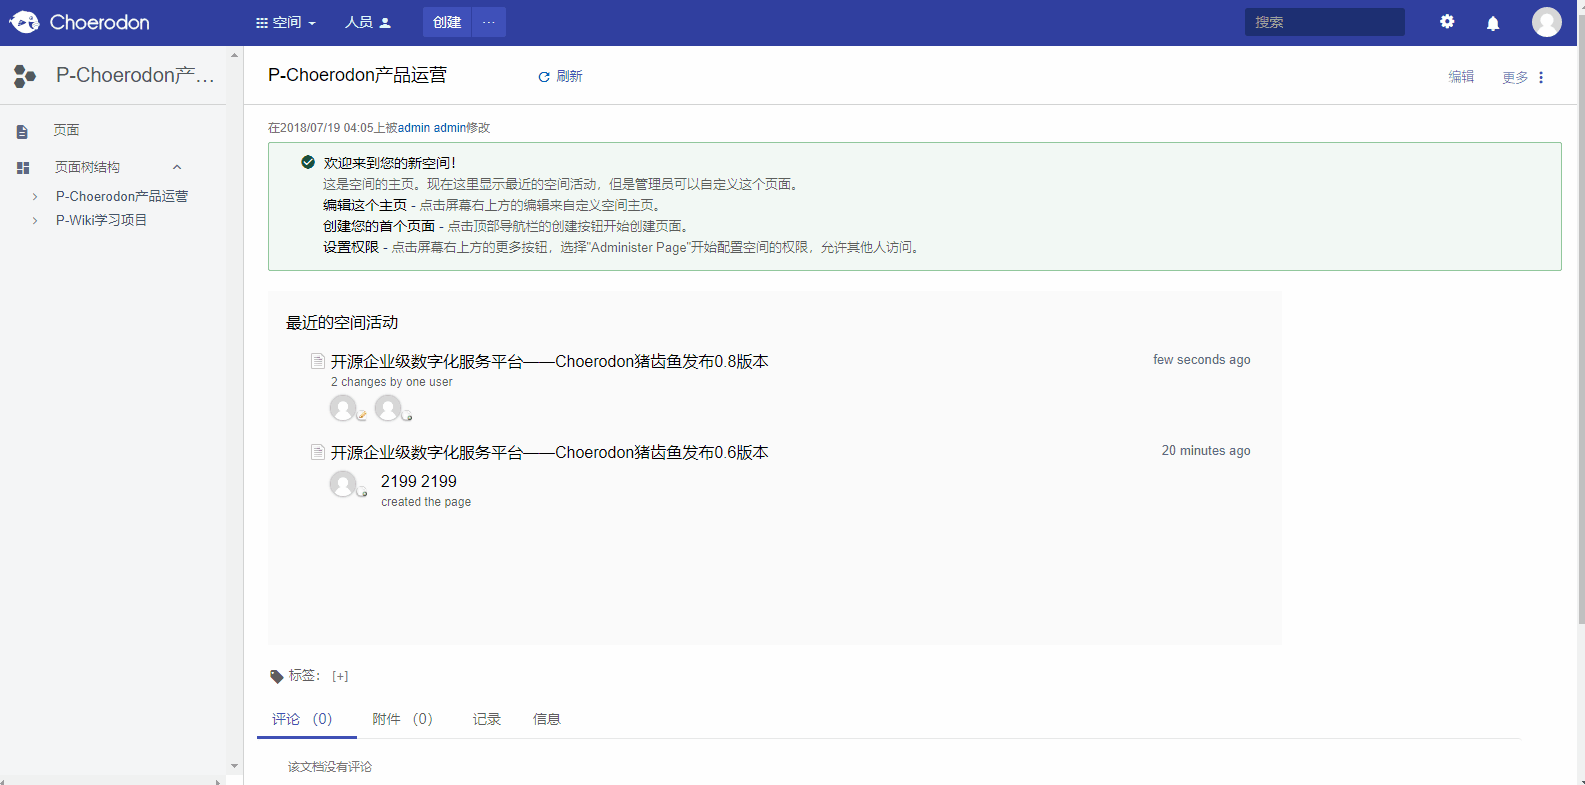 Choerodon
空间
人员
创建
...
搜索
P-Choerodon产...
P-Choerodon产品运营
刷新
编辑
更多
页面
页面树结构
P-Choerodon产品运营
P-Wiki学习项目
在2018/07/19 04:05上被admin admin修改
欢迎来到您的新空间！
这是空间的主页。现在这里显示最近的空间活动，但是管理员可以自定义这个页面。
编辑这个主页 - 点击屏幕右上方的编辑来自定义空间主页。
创建您的首个页面 - 点击顶部导航栏的创建按钮开始创建页面。
设置权限 - 点击屏幕右上方的更多按钮，选择"Administer Page"开始配置空间的权限，允许其他人访问。
最近的空间活动
开源企业级数字化服务平台——Choerodon猪齿鱼发布0.8版本
few seconds ago
2 changes by one user
开源企业级数字化服务平台——Choerodon猪齿鱼发布0.6版本
20 minutes ago
2199 2199
created the page
标签： [+]
评论 （0） 附件 （0） 记录 信息
该文档没有评论